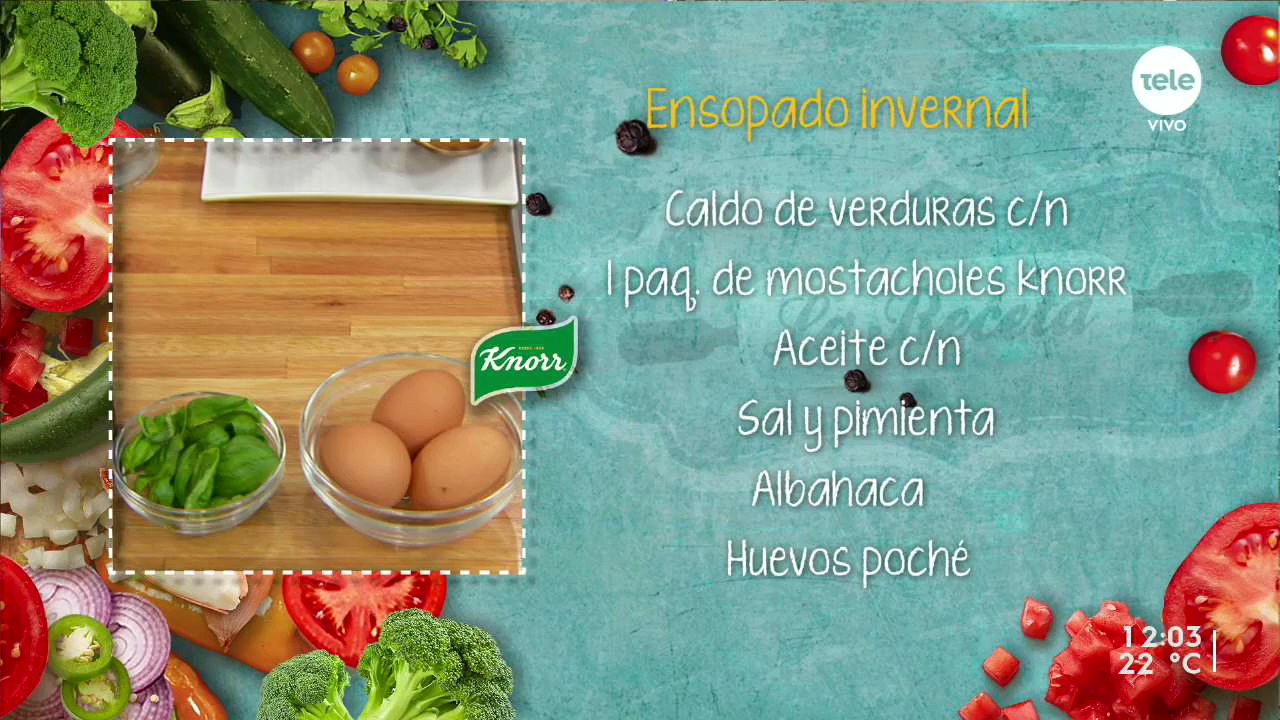 Ensopado invernal
tele
VIVO
Caldo de verduras c/n
1 paq. de mostacholes knorr
Aceite c/n
Sal y pimienta
Albahaca
Huevos poché
Knorr
12:03
22 °C